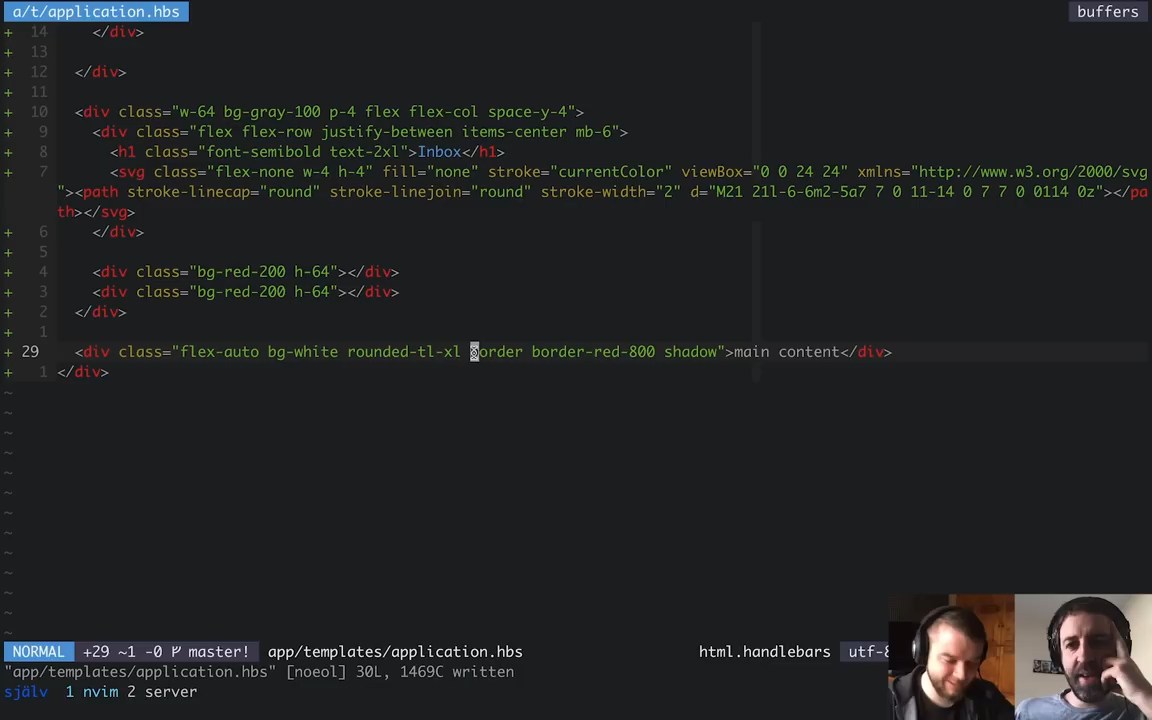 a/t/application.hbs buffers
+ 14 </div>
+ 13
+ 12 </div>
+ 11
+ 10 <div class="w-64 bg-gray-100 p-4 flex flex-col space-y-4">
+ 9 <div class="flex flex-row justify-between items-center mb-6">
+ 8 <h1 class="font-semibold text-2xl">Inbox</h1>
+ 7 <svg class="flex-none w-4 h-4" fill="none" stroke="currentColor" viewBox="0 0 24 24" xmlns="http://www.w3.org/2000/svg
"><path stroke-linecap="round" stroke-linejoin="round" stroke-width="2" d="M21 21l-6-6m2-5a7 7 0 11-14 0 7 7 0 0114 0z"></pa
th></svg>
+ 6 </div>
+ 5
+ 4 <div class="bg-red-200 h-64"></div>
+ 3 <div class="bg-red-200 h-64"></div>
+ 2 </div>
+ 1
+ 29 <div class="flex-auto bg-white rounded-tl-xl border border-red-800 shadow">main content</div>
+ 1 </div>
~
~
~
~
~
~
~
~
~
~
~
~
~
NORMAL +29 ~1 -0 master! app/templates/application.hbs html.handlebars utf-8
"app/templates/application.hbs" [noeol] 30L, 1469C written
själv 1 nvim 2 server